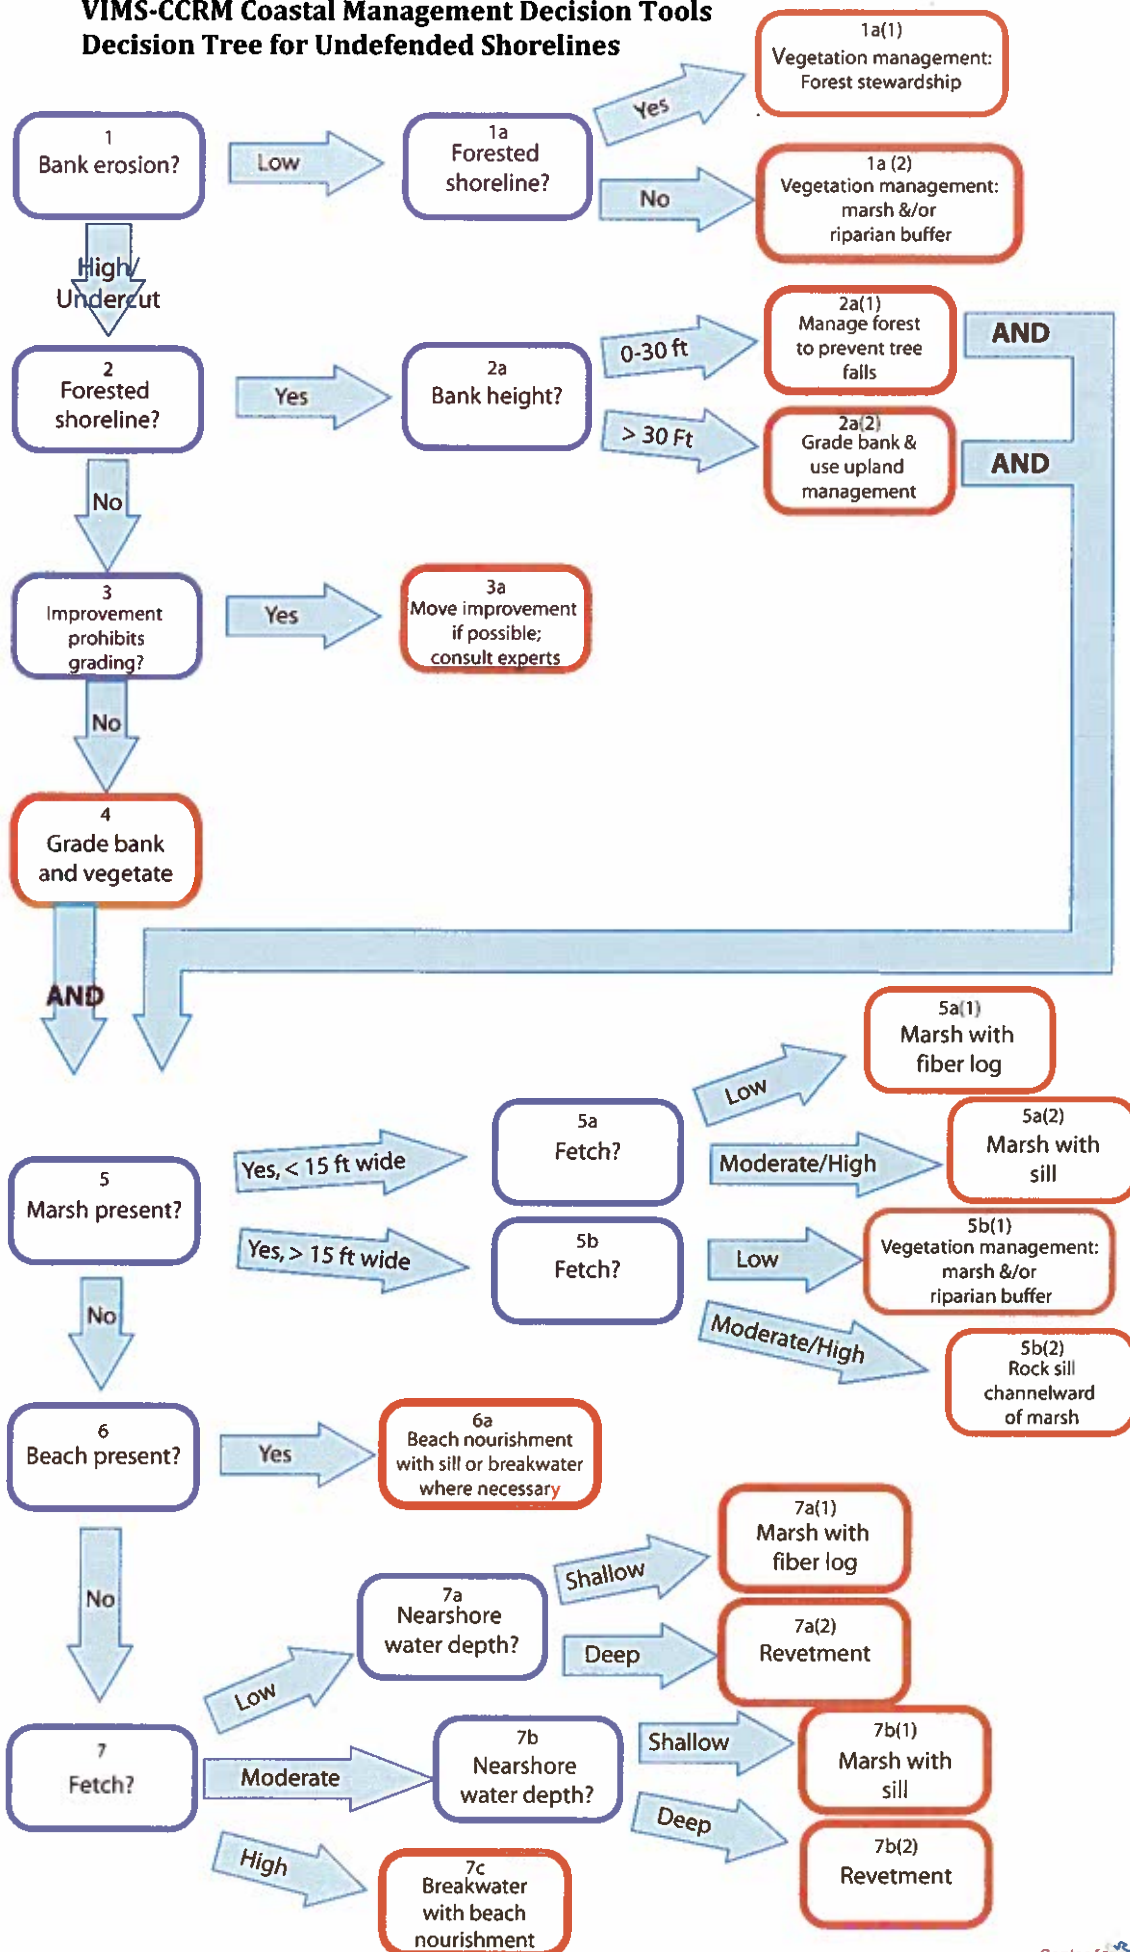 VIMS-CCRM Coastal Management Decision Tools
Decision Tree for Undefended Shorelines
1
Bank erosion?
Low
1a
Forested
shoreline?
Yes
1a(1)
Vegetation management:
Forest stewardship
No
1a (2)
Vegetation management:
marsh &/or
riparian buffer
High/
Undercut
2
Forested
shoreline?
Yes
2a
Bank height?
0-30 ft
2a(1)
Manage forest
to prevent tree
falls
AND
> 30 Ft
2a(2)
Grade bank &
use upland
management
AND
No
3
Improvement
prohibits
grading?
Yes
3a
Move improvement
if possible;
consult experts
No
4
Grade bank
and vegetate
AND
5
Marsh present?
Yes, < 15 ft wide
5a
Fetch?
Low
5a(1)
Marsh with
fiber log
Moderate/High
5a(2)
Marsh with
sill
Yes, > 15 ft wide
5b
Fetch?
Low
5b(1)
Vegetation management:
marsh &/or
riparian buffer
Moderate/High
5b(2)
Rock sill
channelward
of marsh
No
6
Beach present?
Yes
6a
Beach nourishment
with sill or breakwater
where necessary
No
7
Fetch?
Low
7a
Nearshore
water depth?
Shallow
7a(1)
Marsh with
fiber log
Deep
7a(2)
Revetment
Moderate
7b
Nearshore
water depth?
Shallow
7b(1)
Marsh with
sill
Deep
7b(2)
Revetment
High
7c
Breakwater
with beach
nourishment